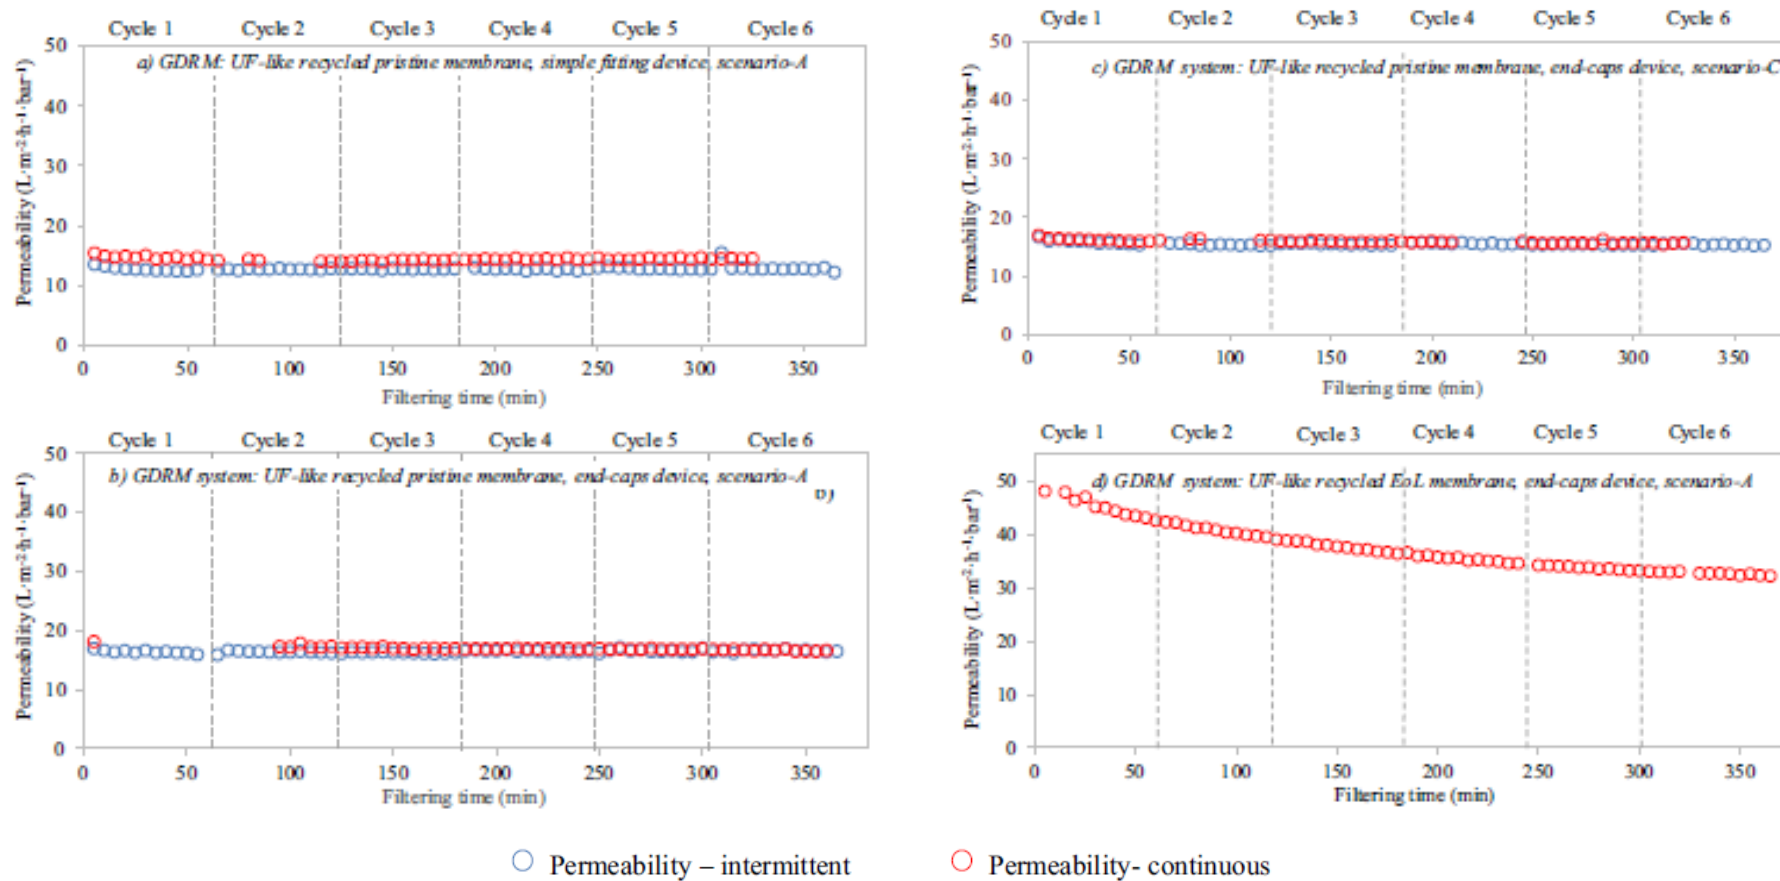 Cycle 1 Cycle 2 Cycle 3 Cycle 4 Cycle 5 Cycle 6
a) GDRM: UF-like recycled pristine membrane, simple fitting device, scenario-A
Permeability (L·m⁻²·h⁻¹·bar⁻¹)
50
40
30
20
10
0
0 50 100 150 200 250 300 350
Filtering time (min)
Cycle 1 Cycle 2 Cycle 3 Cycle 4 Cycle 5 Cycle 6
c) GDRM system: UF-like recycled pristine membrane, end-caps device, scenario-C
Permeability (L·m⁻²·h⁻¹·bar⁻¹)
50
40
30
20
10
0
0 50 100 150 200 250 300 350
Filtering time (min)
Cycle 1 Cycle 2 Cycle 3 Cycle 4 Cycle 5 Cycle 6
b) GDRM system: UF-like recycled pristine membrane, end-caps device, scenario-A
Permeability (L·m⁻²·h⁻¹·bar⁻¹)
50
40
30
20
10
0
0 50 100 150 200 250 300 350
Filtering time (min)
Cycle 1 Cycle 2 Cycle 3 Cycle 4 Cycle 5 Cycle 6
d) GDRM system: UF-like recycled EoL membrane, end-caps device, scenario-A
Permeability (L·m⁻²·h⁻¹·bar⁻¹)
50
40
30
20
10
0
0 50 100 150 200 250 300 350
Filtering time (min)
Permeability – intermittent
Permeability- continuous